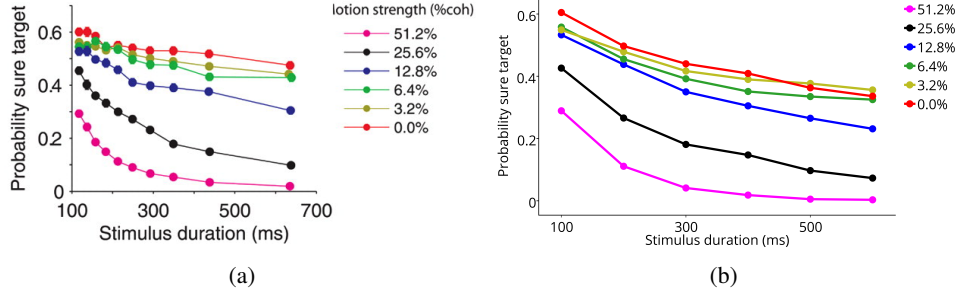 lotion strength (%coh)
51.2%
25.6%
12.8%
6.4%
3.2%
0.0%
Probability sure target
0.6
0.4
0.2
0
100 300 500 700
Stimulus duration (ms)
(a)
51.2%
25.6%
12.8%
6.4%
3.2%
0.0%
Probability sure target
0.6
0.4
0.2
0
100 300 500
Stimulus duration (ms)
(b)